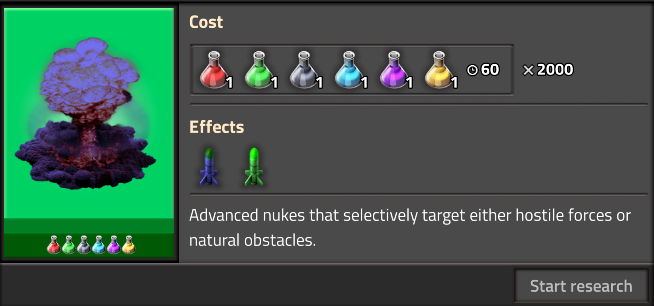 Cost
1 1 1 1 1 1 60 × 2000
Effects
Advanced nukes that selectively target either hostile forces or
natural obstacles.
Start research